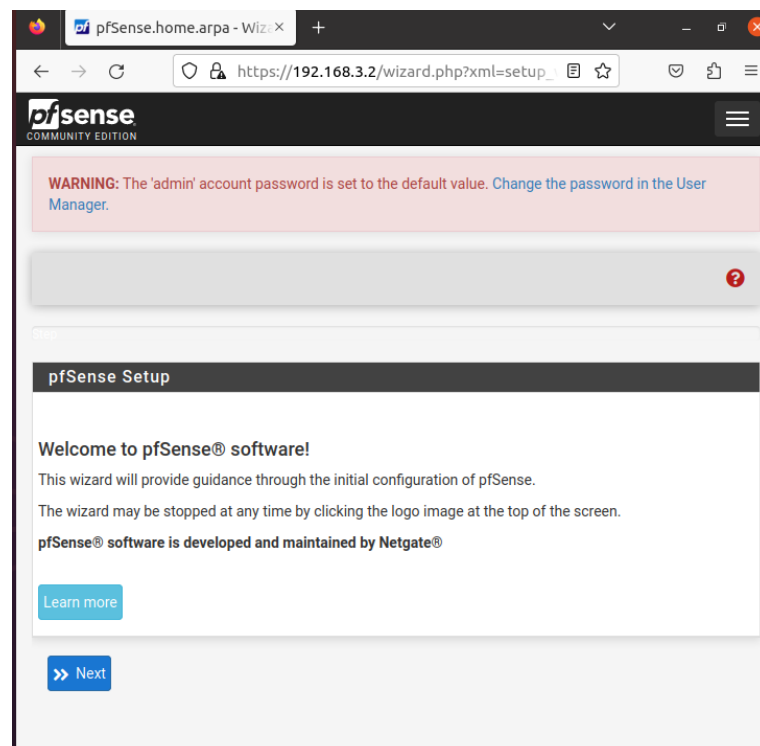 pfSense.home.arpa - Wiz
https://192.168.3.2/wizard.php?xml=setup_
pfsense
COMMUNITY EDITION
WARNING: The 'admin' account password is set to the default value. Change the password in the User
Manager.
Step
pfSense Setup
Welcome to pfSense® software!
This wizard will provide guidance through the initial configuration of pfSense.
The wizard may be stopped at any time by clicking the logo image at the top of the screen.
pfSense® software is developed and maintained by Netgate®
Learn more
Next